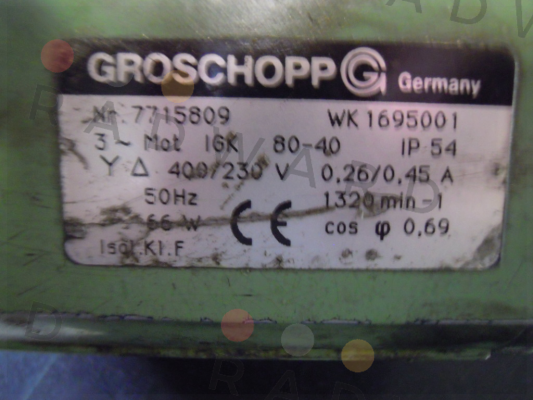 GROSCHOPP G Germany
Nr. 7715809 WK 1695001
3~ Mot IGK 80-40 IP 54
Y Δ 400/230 V 0,26/0,45 A
50Hz 1320 min-1
66 W CE cos φ 0,69
Isol.Kl.F